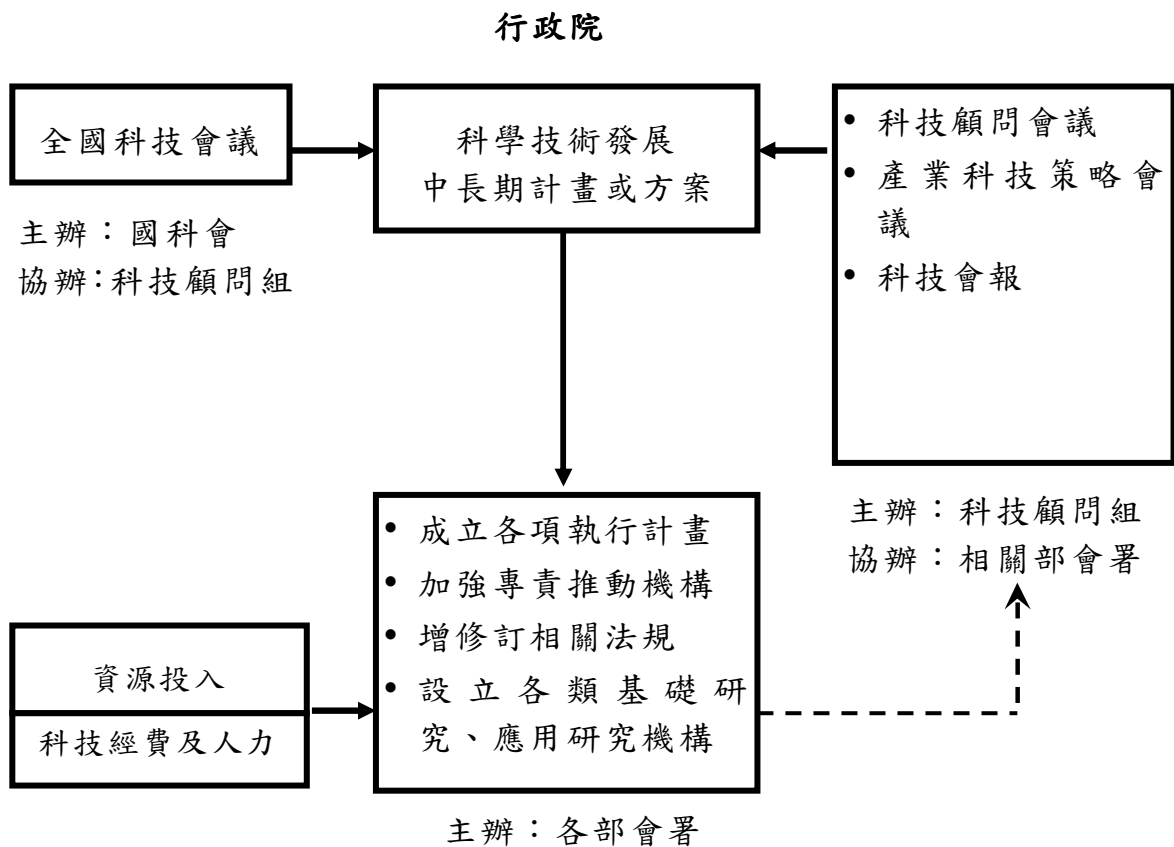 行政院
全國科技會議
主辦：國科會
協辦：科技顧問組
科學技術發展
中長期計畫或方案
• 科技顧問會議
• 產業科技策略會
議
• 科技會報
主辦：科技顧問組
協辦：相關部會署
資源投入
科技經費及人力
• 成立各項執行計畫
• 加強專責推動機構
• 增修訂相關法規
• 設立各類基礎研
究、應用研究機構
主辦：各部會署